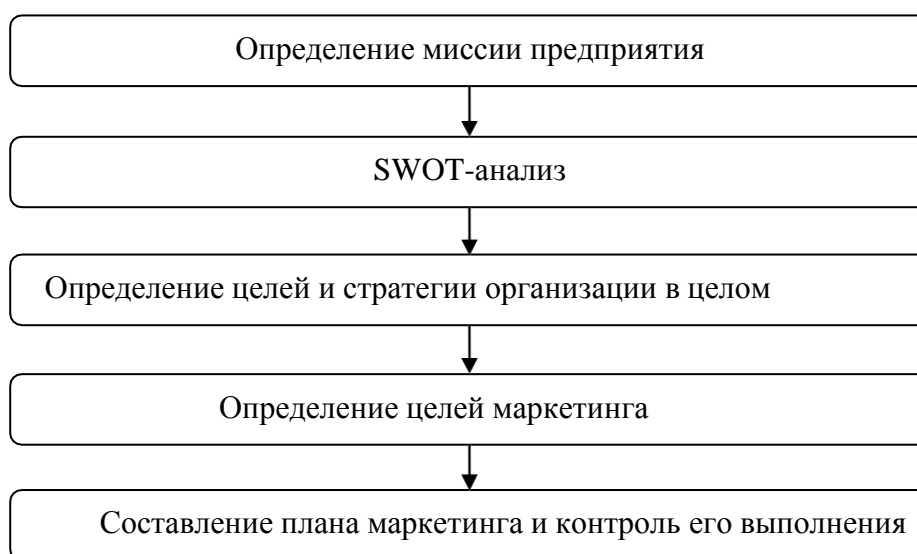 Определение миссии предприятия
SWOT-анализ
Определение целей и стратегии организации в целом
Определение целей маркетинга
Составление плана маркетинга и контроль его выполнения